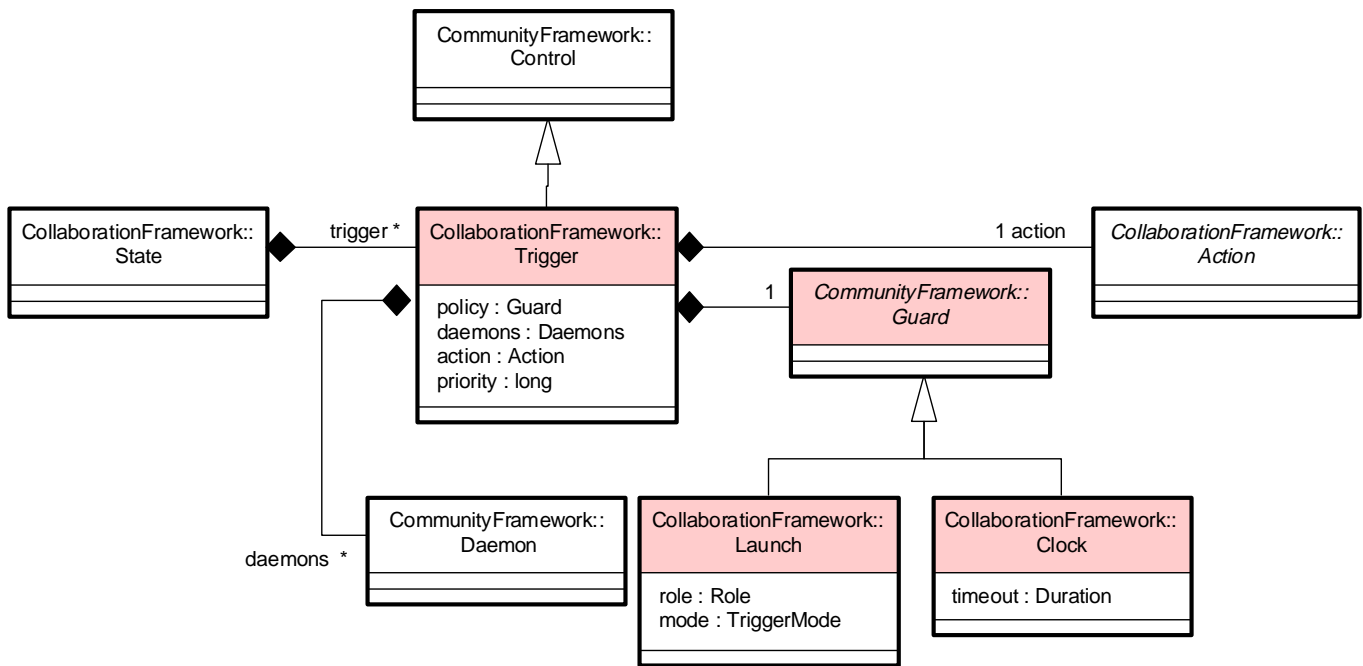 CommunityFramework::
Control
CollaborationFramework::
State
trigger *
CollaborationFramework::
Trigger
policy : Guard
daemons : Daemons
action : Action
priority : long
1 action
CollaborationFramework::
Action
1
CommunityFramework::
Guard
daemons *
CommunityFramework::
Daemon
CollaborationFramework::
Launch
role : Role
mode : TriggerMode
CollaborationFramework::
Clock
timeout : Duration